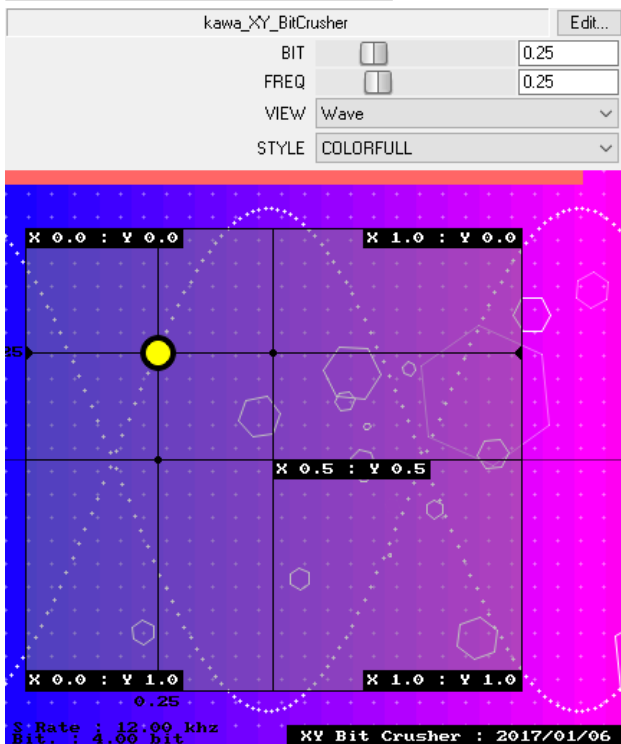 kawa_XY_BitCrusher Edit...
BIT 0.25
FREQ 0.25
VIEW Wave
STYLE COLORFULL
X 0.0 : Y 0.0 X 1.0 : Y 0.0
25
X 0.5 : Y 0.5
X 0.0 : Y 1.0 X 1.0 : Y 1.0
0.25
S Rate : 12.00 khz
Bit. : 4.00 bit XY Bit Crusher : 2017/01/06